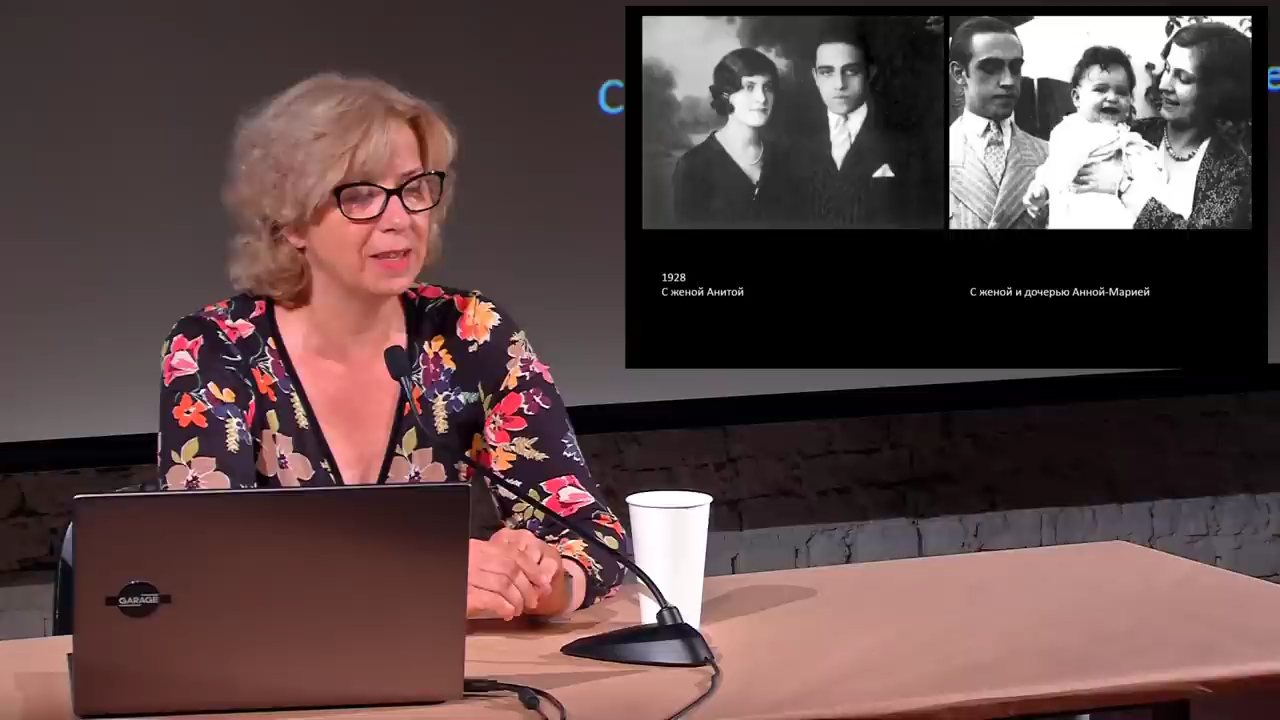 С
е
1928
С женой Анитой
С женой и дочерью Анной-Марией
GARAGE